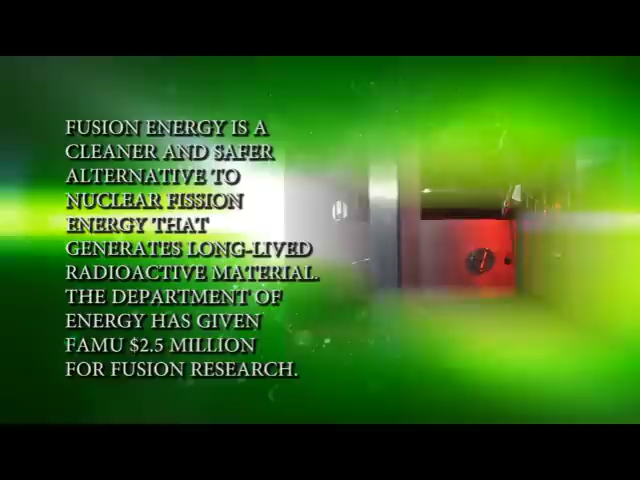 FUSION ENERGY IS A
CLEANER AND SAFER
ALTERNATIVE TO
NUCLEAR FISSION
ENERGY THAT
GENERATES LONG-LIVED
RADIOACTIVE MATERIAL.
THE DEPARTMENT OF
ENERGY HAS GIVEN
FAMU $2.5 MILLION
FOR FUSION RESEARCH.